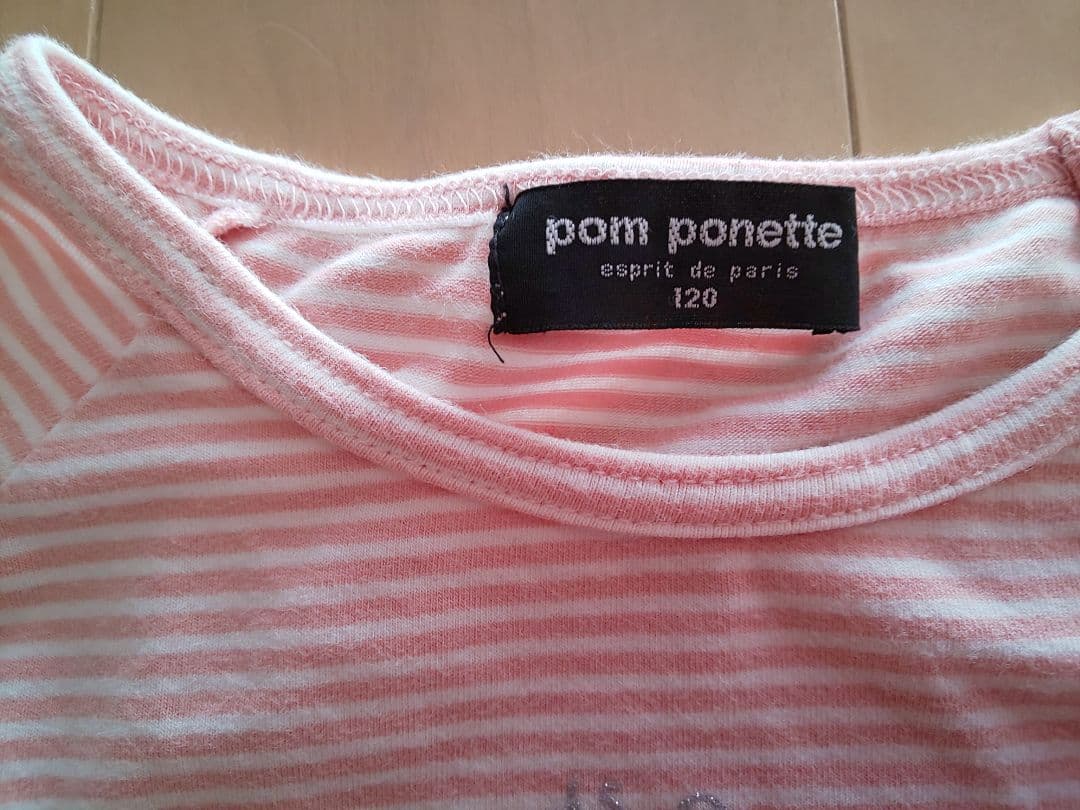 pom ponette
esprit de paris
120